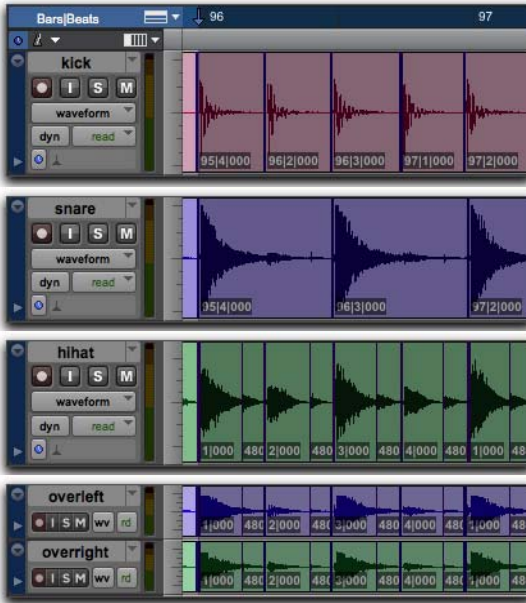 Bars|Beats 96 97
kick
I S M
waveform
dyn read
95|4|000 96|2|000 96|3|000 97|1|000 97|2|000
snare
I S M
waveform
dyn read
95|4|000 96|3|000 97|2|000
hihat
I S M
waveform
dyn read
1|000 480 2|000 480 3|000 480 4|000 480 1|000 48
overleft
I S M wv rd
1|000 480 2|000 480 3|000 480 4|000 480 1|000 48
overright
I S M wv rd
1|000 480 2|000 480 3|000 480 4|000 480 1|000 48